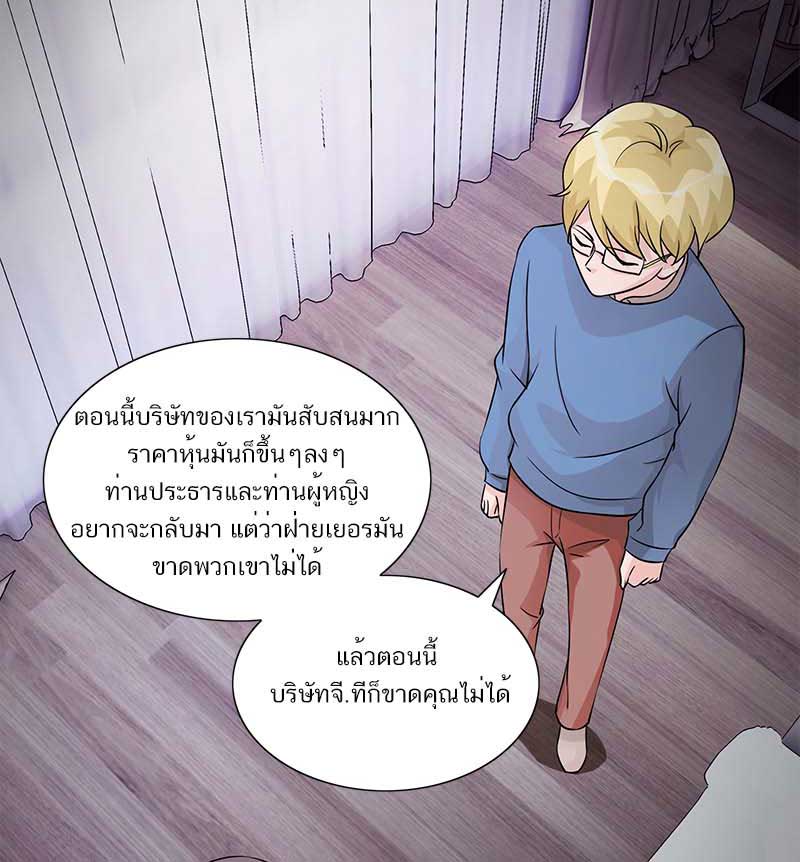 ตอนนี้บริษัทของเรามันสับสนมาก
ราคาหุ้นมันก็ขึ้นๆลงๆ
ท่านประธารและท่านผู้หญิง
อยากจะกลับมา แต่ว่าฝ่ายเยอรมัน
ขาดพวกเขาไม่ได้
แล้วตอนนี้
บริษัทจี.ทีก็ขาดคุณไม่ได้